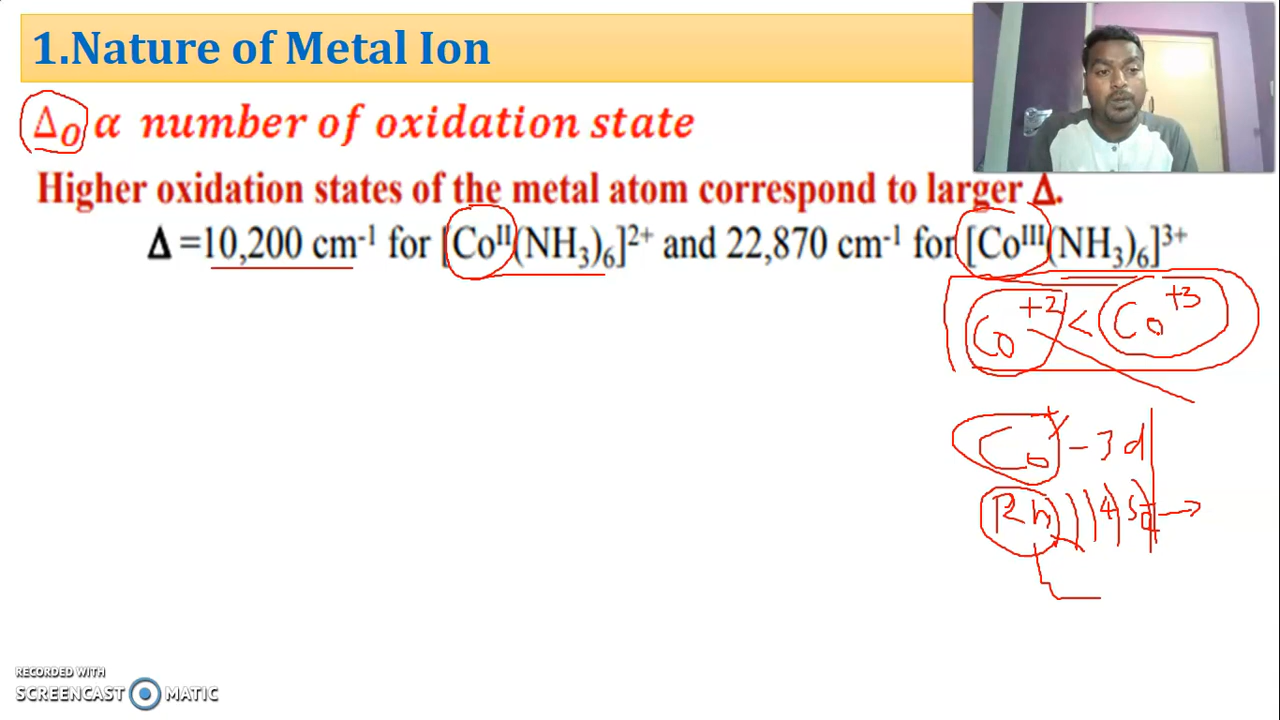 1.Nature of Metal Ion
Δ₀ α number of oxidation state
Higher oxidation states of the metal atom correspond to larger Δ.
Δ =10,200 cm⁻¹ for [Coᴵᴵ(NH₃)₆]²⁺ and 22,870 cm⁻¹ for [Coᴵᴵᴵ(NH₃)₆]³⁺
Co⁺² < Co⁺³
Co - 3d
Rh
RECORDED WITH
SCREENCAST MATIC